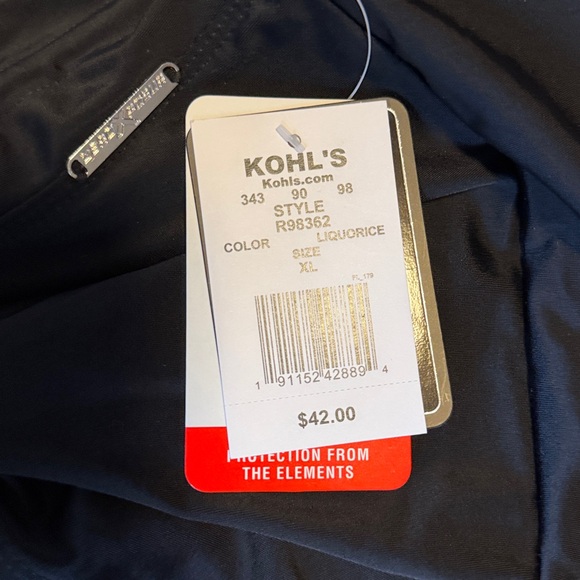 KOHL'S
Kohls.com
343 90 98
STYLE
R98362
COLOR LIQUORICE
SIZE
XL
1 91152 42889 4
$42.00
PROTECTION FROM
THE ELEMENTS